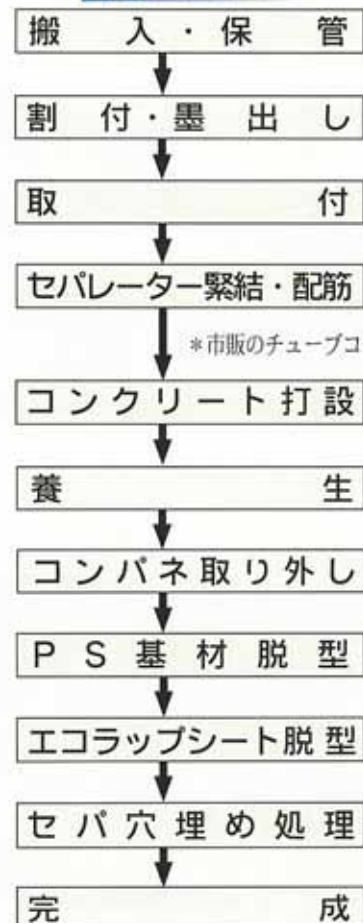 搬入・保管
割付・墨出し
取付
セパレーター緊結・配筋
*市販のチューブコ
コンクリート打設
養生
コンパネ取り外し
PS基材脱型
エコラップシート脱型
セパ穴埋め処理
完成